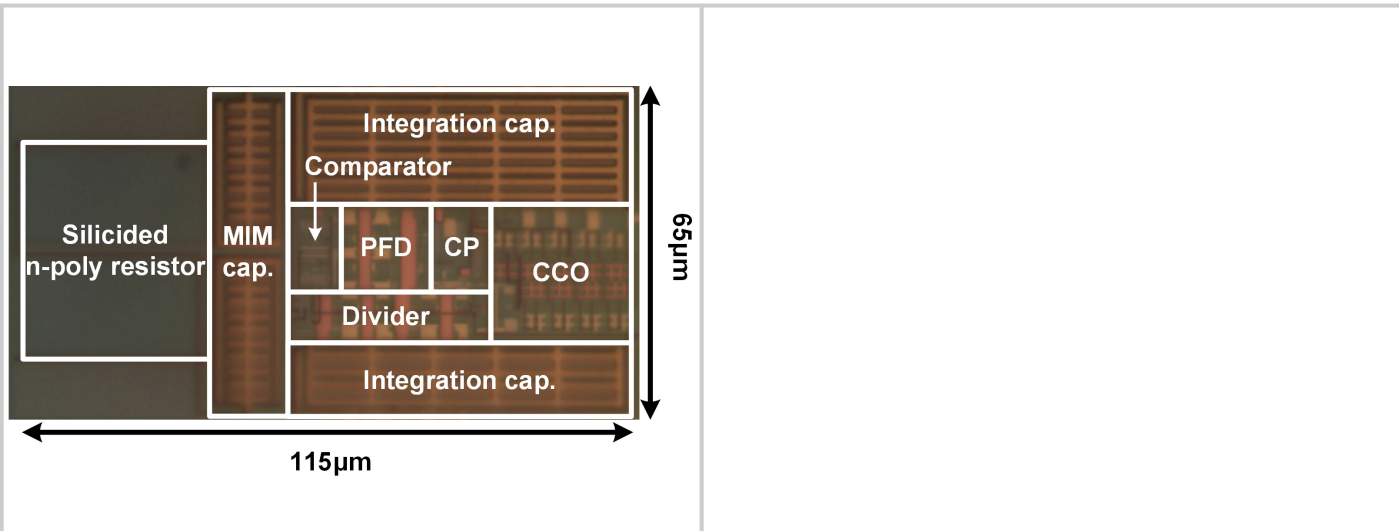 Integration cap.
Comparator
Silicided
n-poly resistor
MIM
cap.
PFD
CP
CCO
Divider
Integration cap.
65μm
115μm